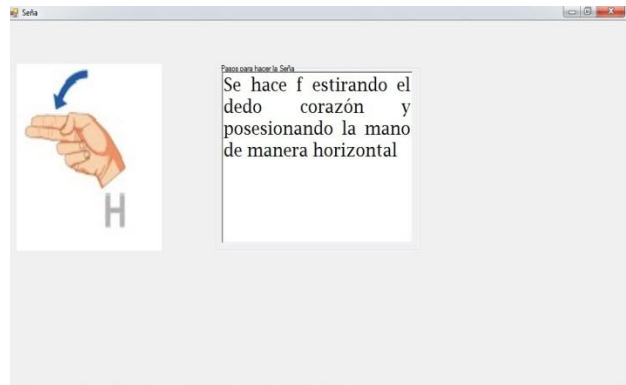 Seña
Pasos para hacer la Seña
Se hace f estirando el
dedo corazón y
posesionando la mano
de manera horizontal
H